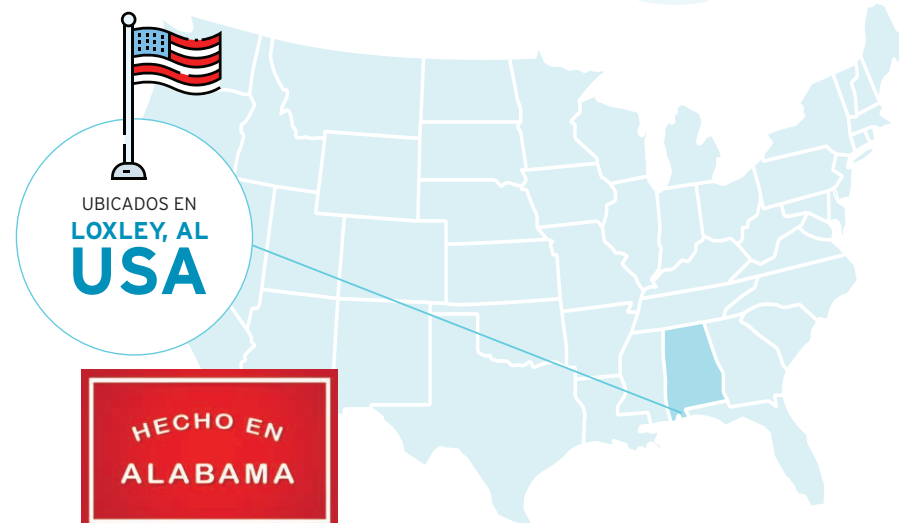 UBICADOS EN
LOXLEY, AL
USA
HECHO EN
ALABAMA